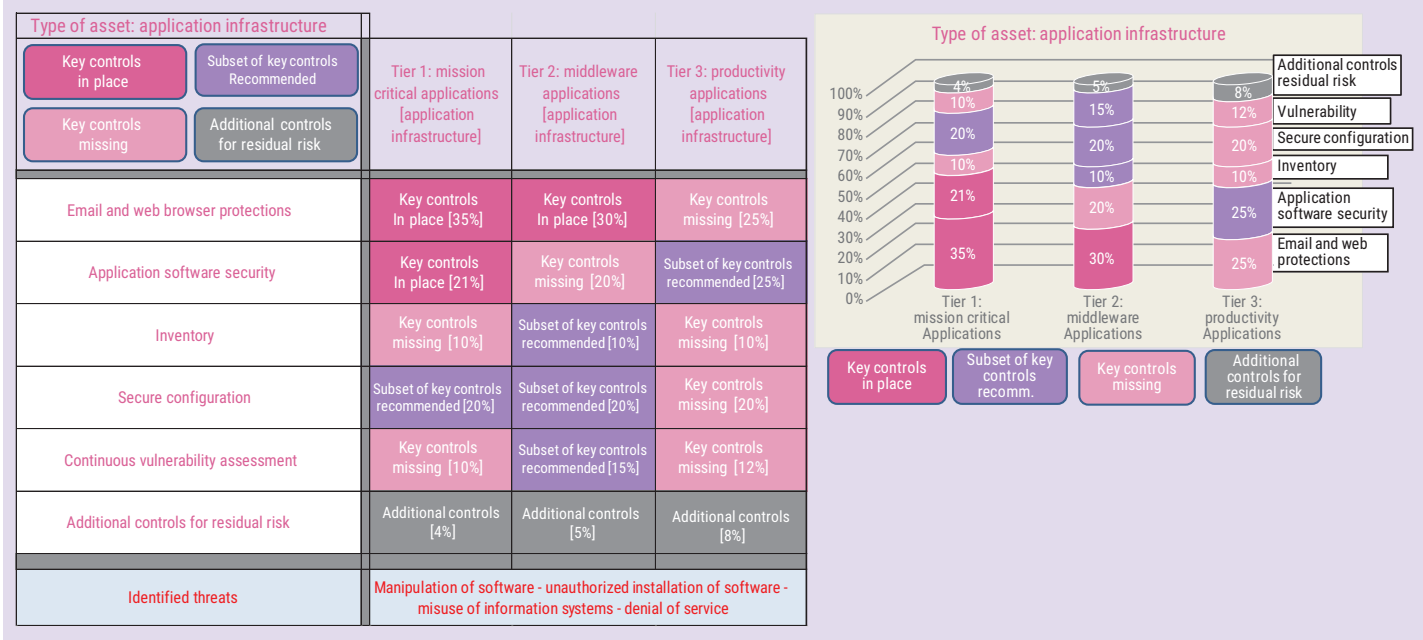 Type of asset: application infrastructure
Key controls
in place
Subset of key controls
Recommended
Key controls
missing
Additional controls
for residual risk
Tier 1: mission
critical applications
[application
infrastructure]
Tier 2: middleware
applications
[application
infrastructure]
Tier 3: productivity
applications
[application
infrastructure]
Email and web browser protections
Key controls
In place [35%]
Key controls
In place [30%]
Key controls
missing [25%]
Application software security
Key controls
In place [21%]
Key controls
missing [20%]
Subset of key controls
recommended [25%]
Inventory
Key controls
missing [10%]
Subset of key controls
recommended [10%]
Key controls
missing [10%]
Secure configuration
Subset of key controls
recommended [20%]
Subset of key controls
recommended [20%]
Key controls
missing [20%]
Continuous vulnerability assessment
Key controls
missing [10%]
Subset of key controls
recommended [15%]
Key controls
missing [12%]
Additional controls for residual risk
Additional controls
[4%]
Additional controls
[5%]
Additional controls
[8%]
Identified threats
Manipulation of software - unauthorized installation of software -
misuse of information systems - denial of service
Type of asset: application infrastructure
100%
90%
80%
70%
60%
50%
40%
30%
20%
10%
0%
4%
10%
20%
10%
21%
35%
5%
15%
20%
10%
20%
30%
8%
12%
20%
10%
25%
25%
Additional controls
residual risk
Vulnerability
Secure configuration
Inventory
Application
software security
Email and web
protections
Tier 1:
mission critical
Applications
Tier 2:
middleware
Applications
Tier 3:
productivity
Applications
Key controls
in place
Subset of key
controls
recomm.
Key controls
missing
Additional
controls for
residual risk